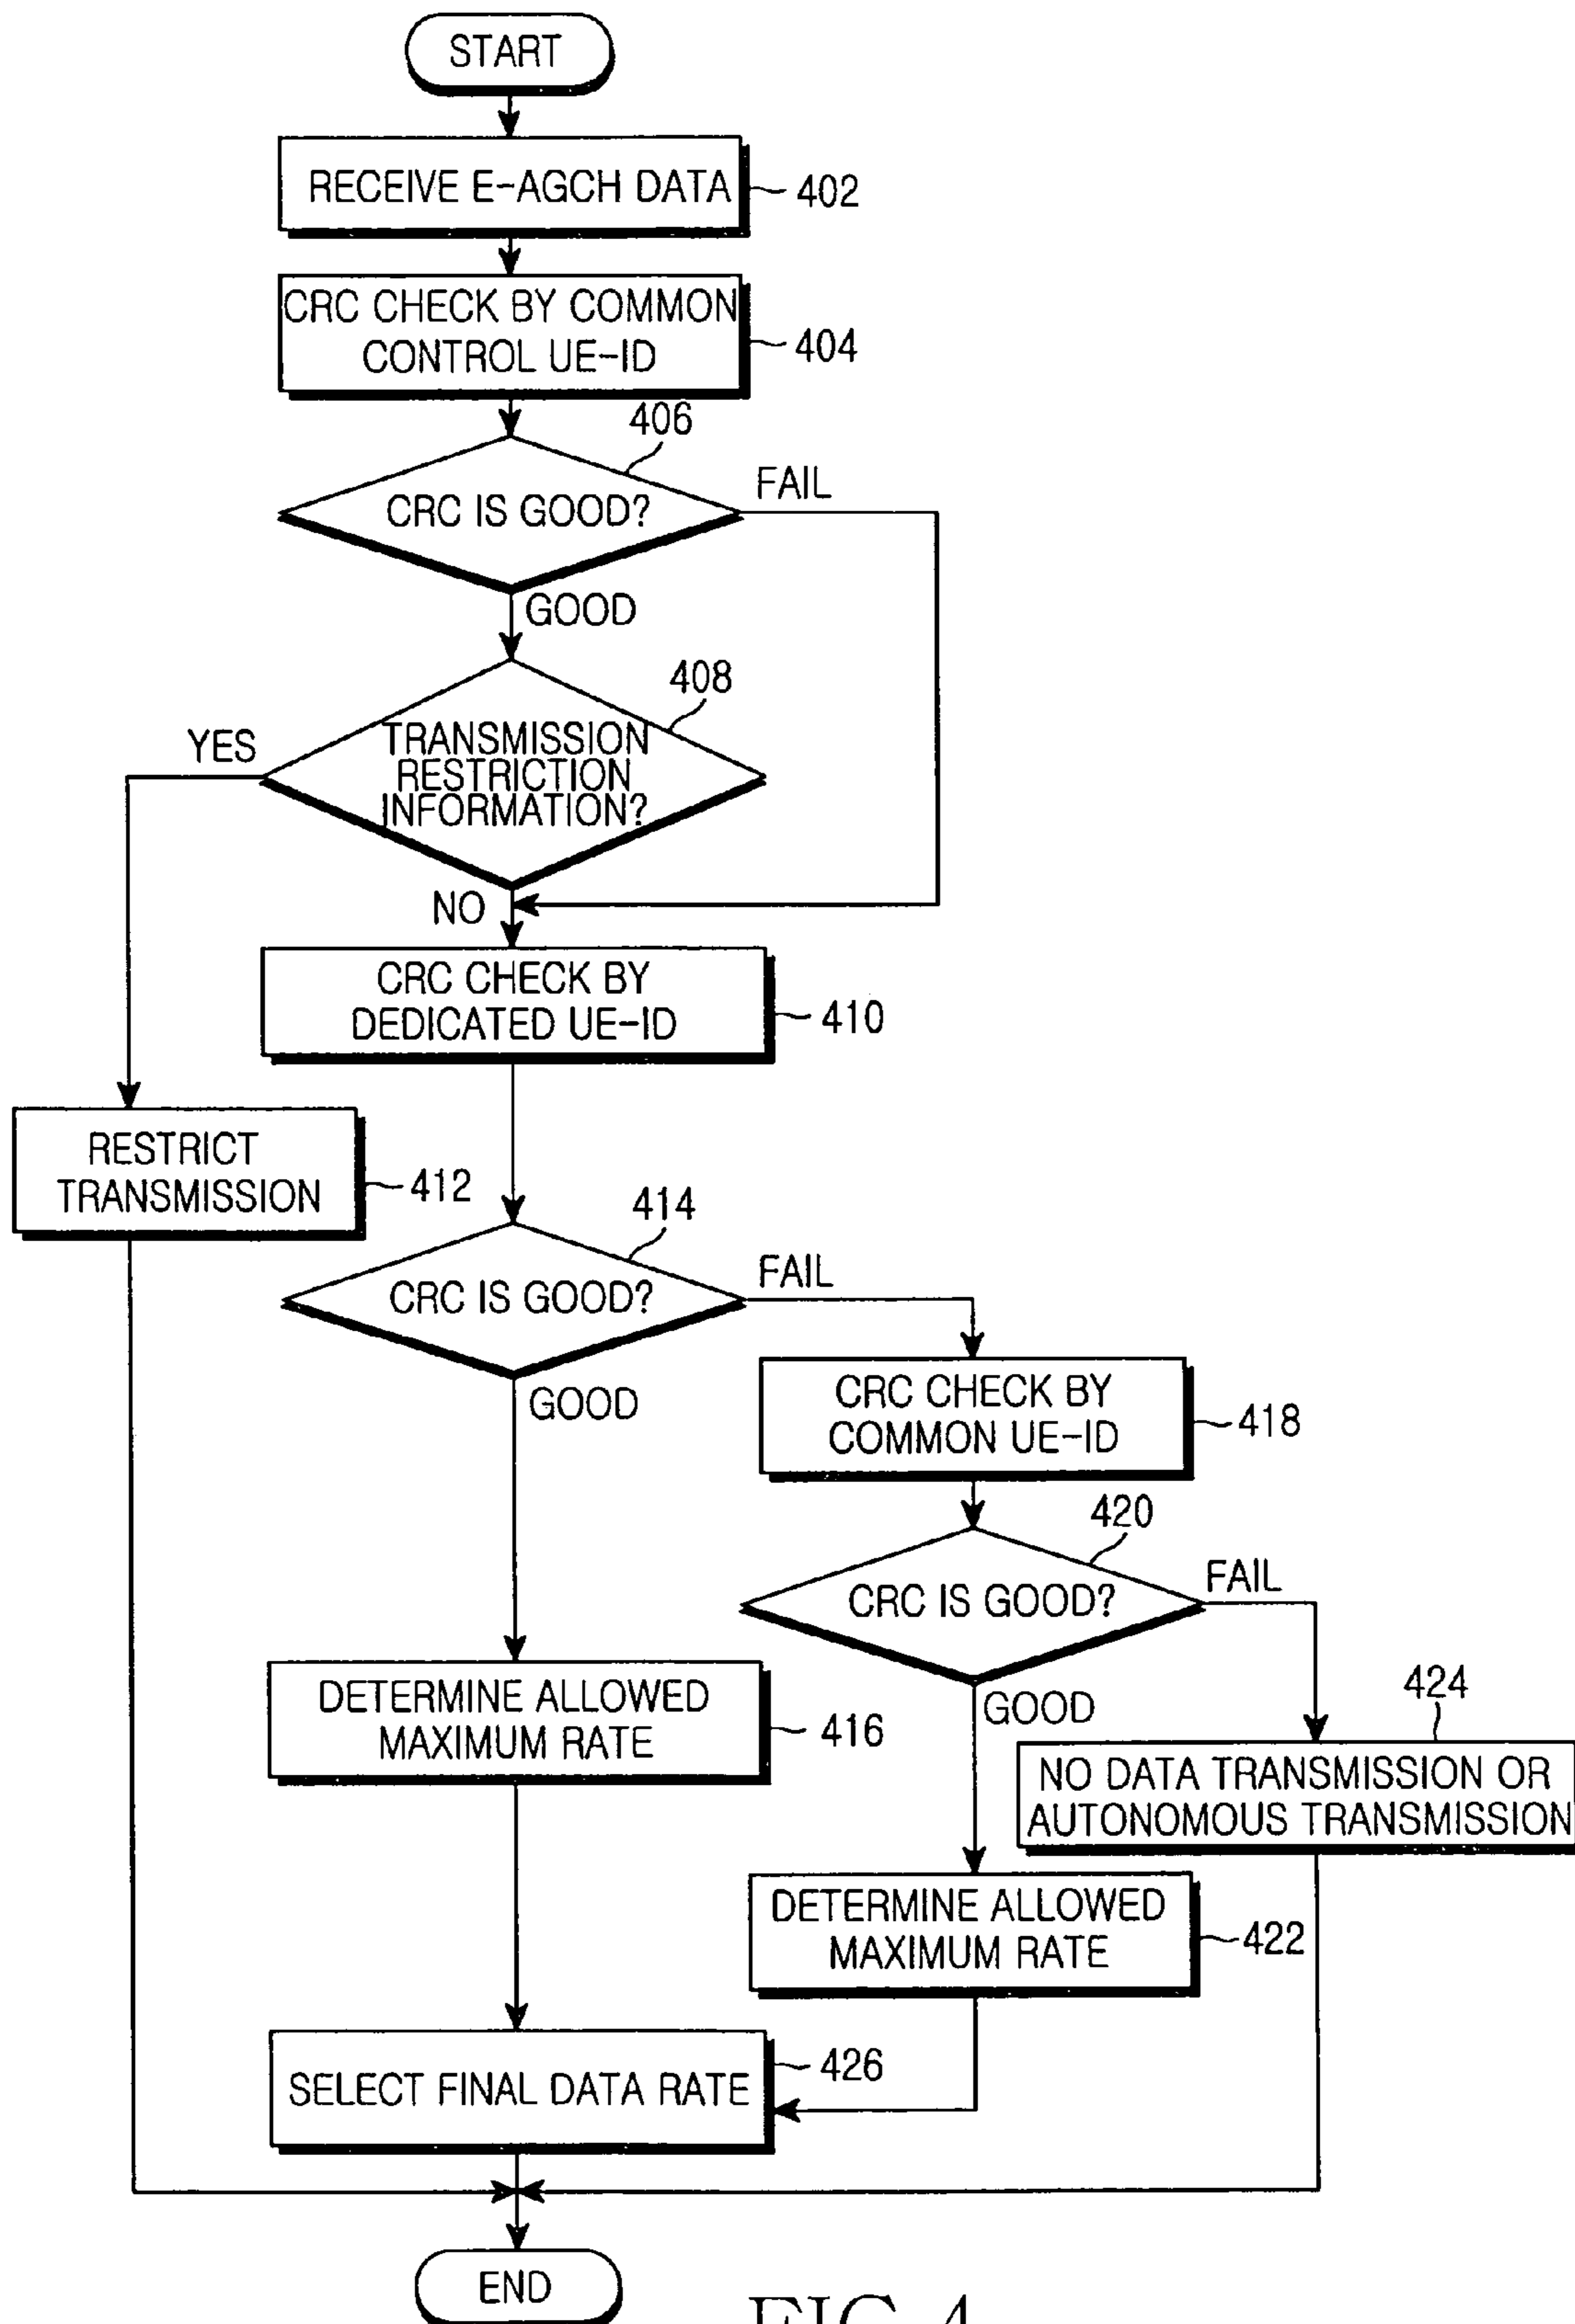 START
RECEIVE E-AGCH DATA
402
CRC CHECK BY COMMON
CONTROL UE-ID
404
406
CRC IS GOOD?
FAIL
GOOD
408
TRANSMISSION
RESTRICTION
INFORMATION?
YES
NO
CRC CHECK BY
DEDICATED UE-ID
410
RESTRICT
TRANSMISSION
412
414
CRC IS GOOD?
FAIL
GOOD
CRC CHECK BY
COMMON UE-ID
418
420
CRC IS GOOD?
FAIL
GOOD
DETERMINE ALLOWED
MAXIMUM RATE
416
424
NO DATA TRANSMISSION OR
AUTONOMOUS TRANSMISSION
DETERMINE ALLOWED
MAXIMUM RATE
422
SELECT FINAL DATA RATE
426
END
FIG. 4